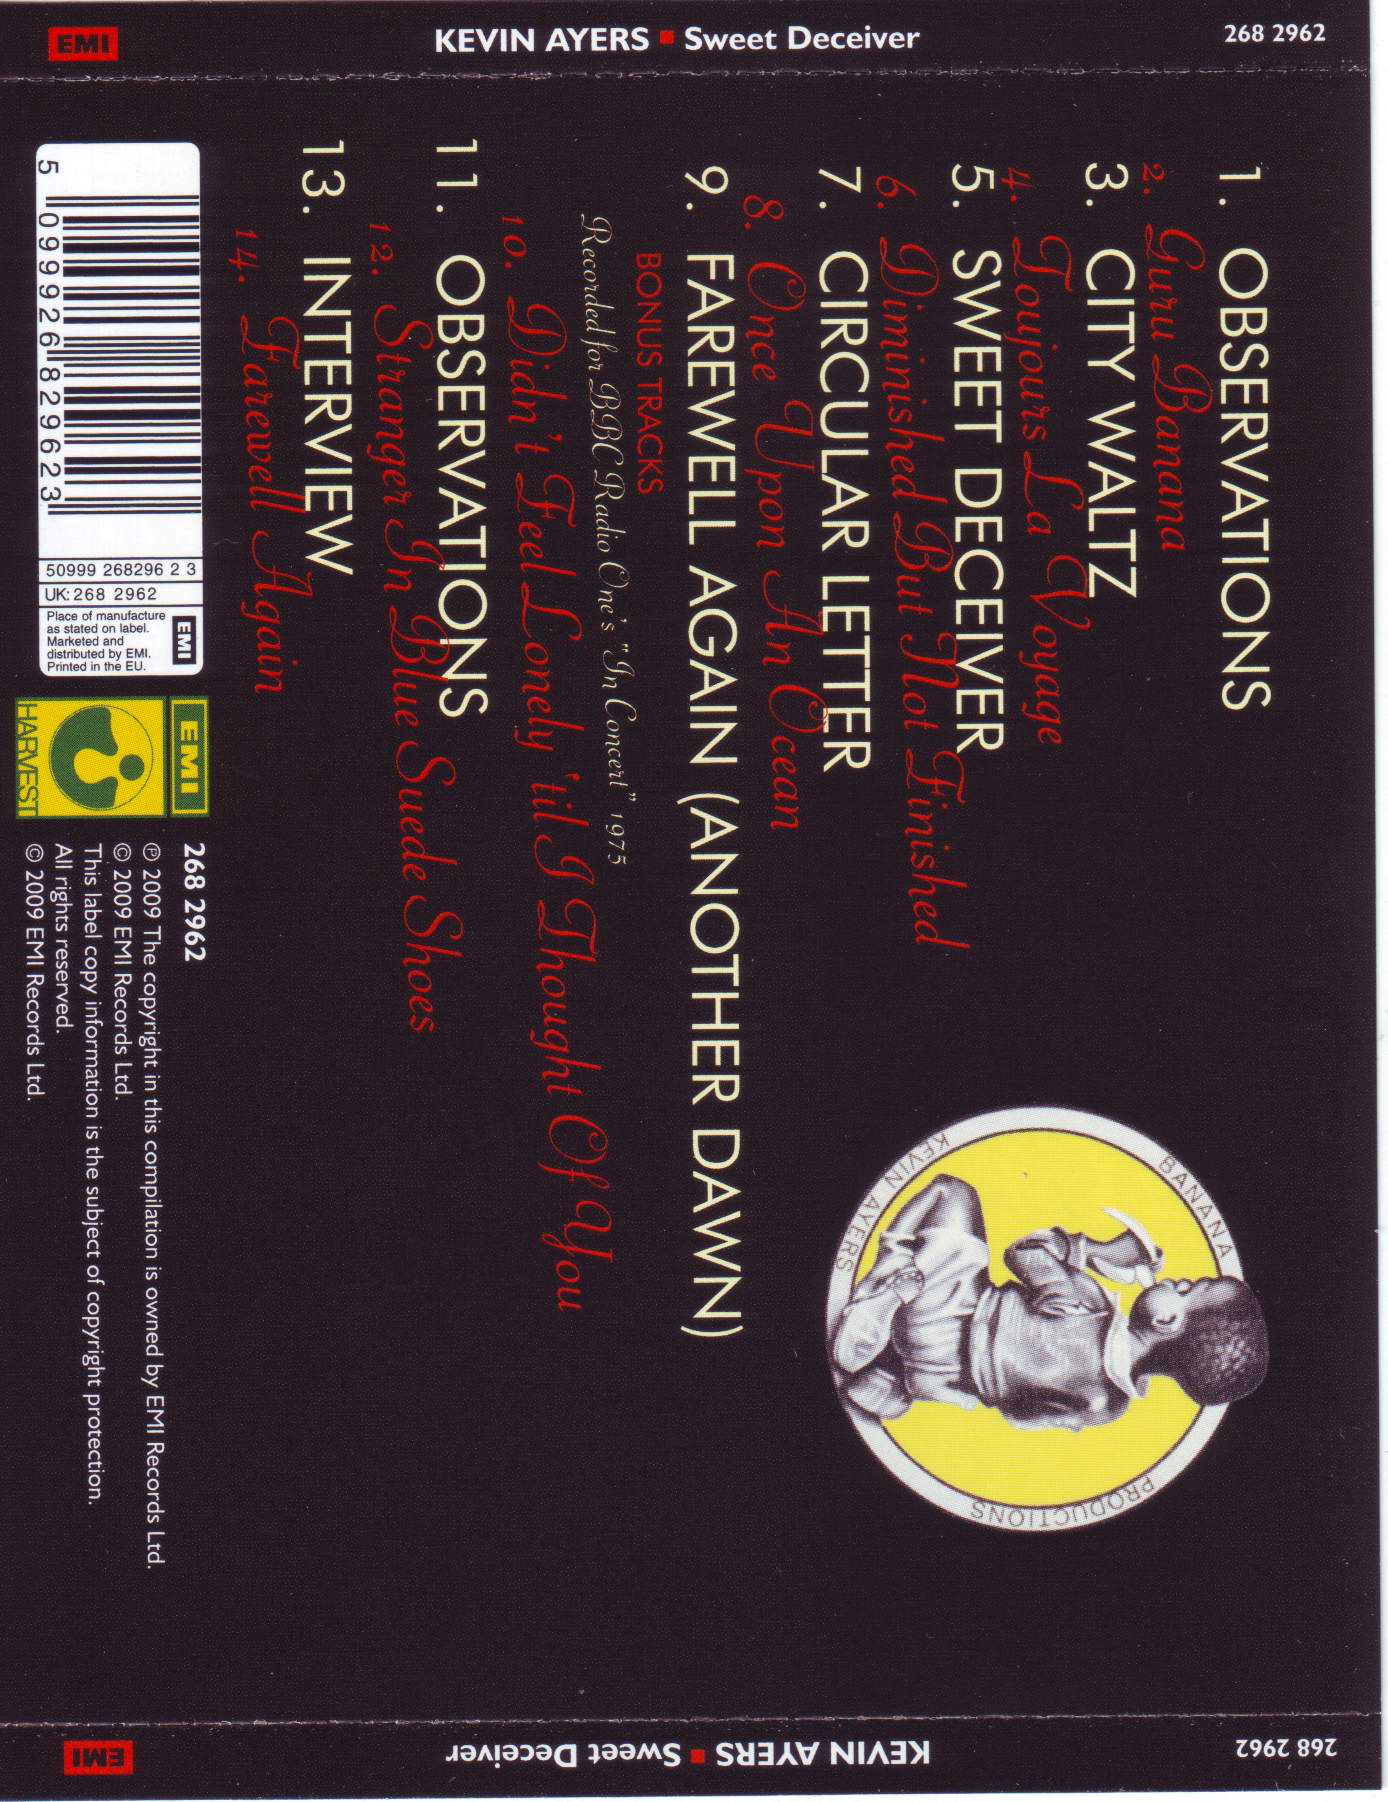 EMI
KEVIN AYERS ▪ Sweet Deceiver
268 2962
1. OBSERVATIONS
2. Guru Banana
3. CITY WALTZ
4. Toujours La Voyage
5. SWEET DECEIVER
6. Diminished But Not Finished
7. CIRCULAR LETTER
8. Once Upon An Ocean
9. FAREWELL AGAIN (ANOTHER DAWN)
BONUS TRACKS
Recorded for BBC Radio One's "In Concert" 1975
10. Didn't Feel Lonely 'til I Thought Of You
11. OBSERVATIONS
12. Stranger In Blue Suede Shoes
13. INTERVIEW
14. Farewell Again
BANANA
PRODUCTIONS
KEVIN AYERS
5 099926 829623
50999 268296 2 3
UK: 268 2962
Place of manufacture
as stated on label.
Marketed and
distributed by EMI.
Printed in the EU.
EMI
EMI
HARVEST
268 2962
℗ 2009 The copyright in this compilation is owned by EMI Records Ltd.
© 2009 EMI Records Ltd.
This label copy information is the subject of copyright protection.
All rights reserved.
© 2009 EMI Records Ltd.
268 2962
KEVIN AYERS ▪ Sweet Deceiver
EMI